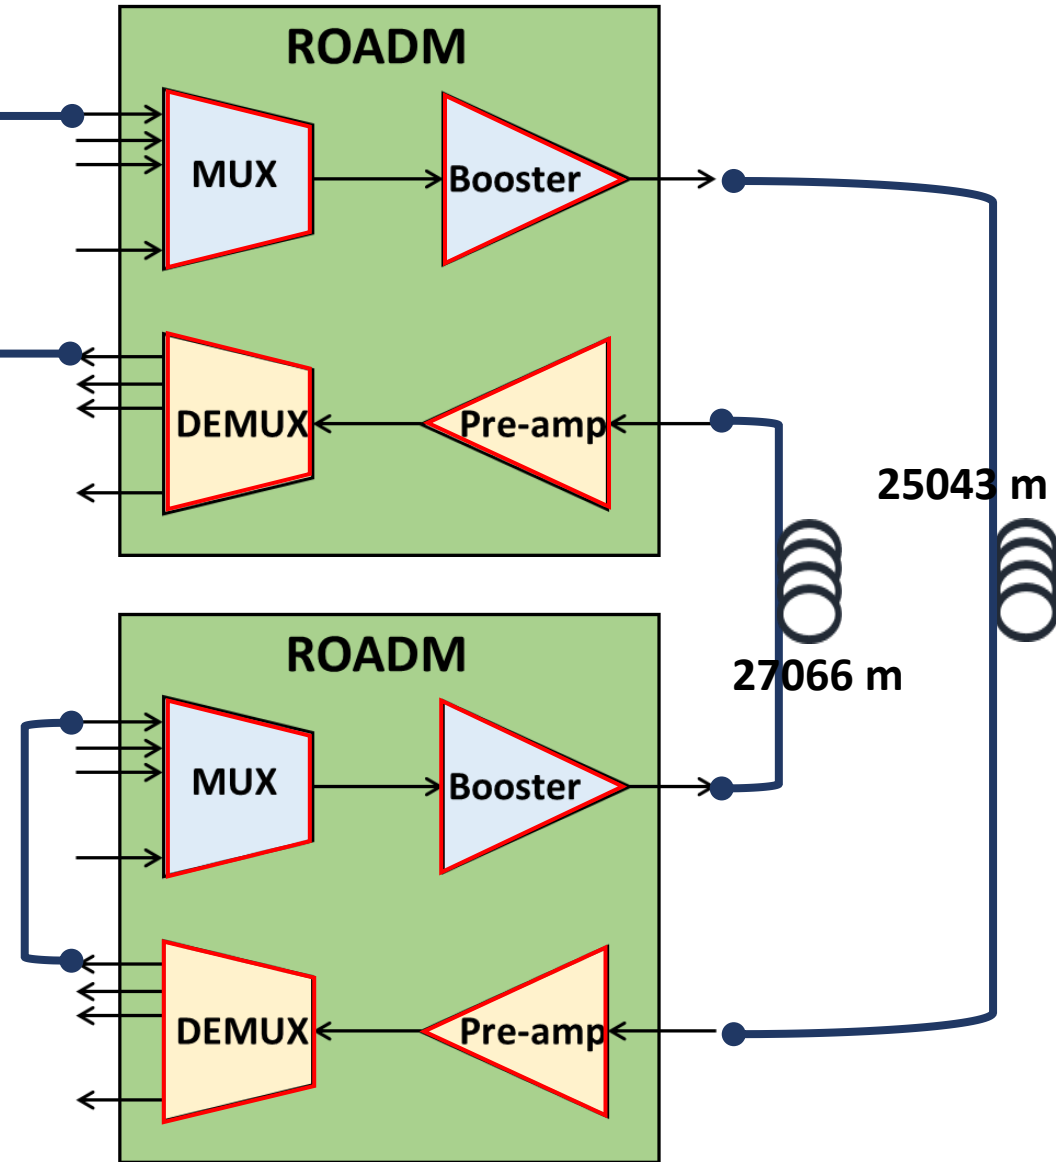 ROADM
MUX
Booster
DEMUX
Pre-amp
25043 m
27066 m
ROADM
MUX
Booster
DEMUX
Pre-amp